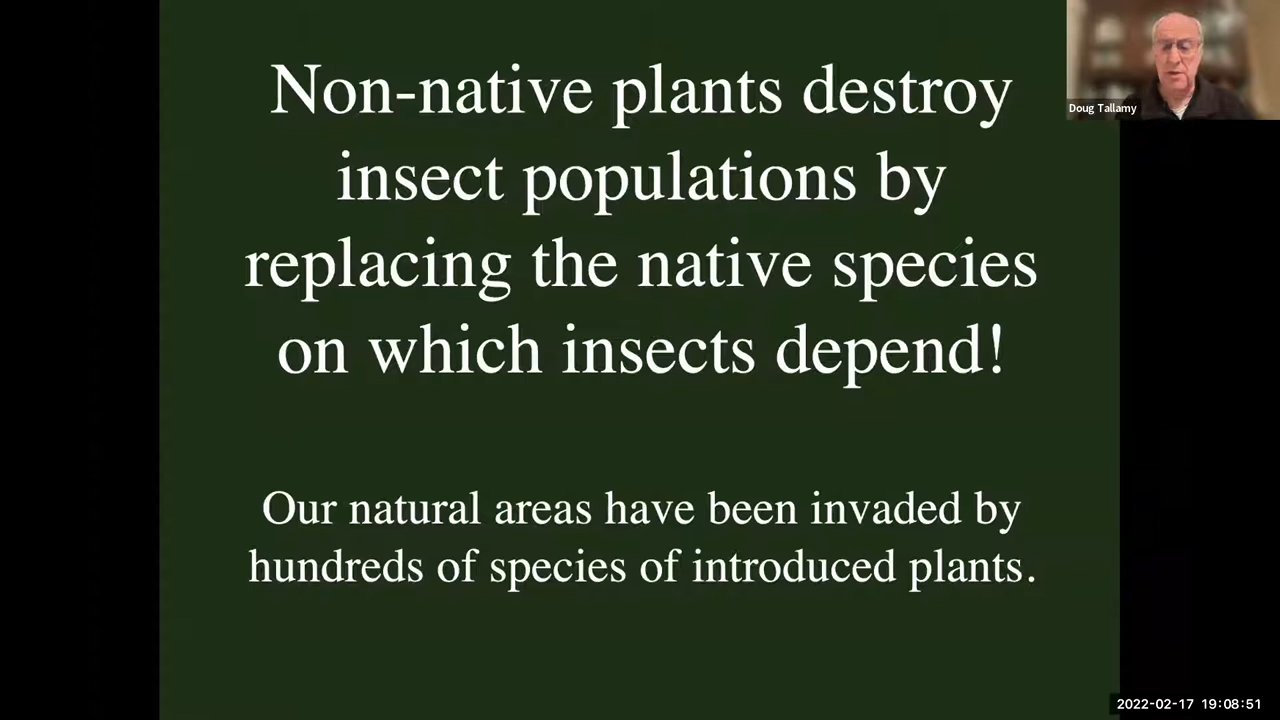 Non-native plants destroy
insect populations by
replacing the native species
on which insects depend!
Our natural areas have been invaded by
hundreds of species of introduced plants.
Doug Tallamy
2022-02-17 19:08:51